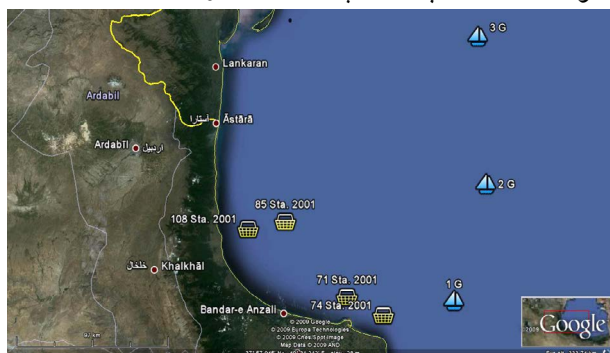 3 G
Lankaran
Ardabil
آستارا Āstārā
Ardabīl اردبیل
2 G
85 Sta. 2001
108 Sta. 2001
خلخال Khalkhāl
71 Sta. 2001
1 G
74 Sta. 2001
Bandar-e Anzalī
© 2009 Google
© 2009 Europa Technologies
© 2009 Cnes/Spot Image
Map Data © 2009 AND
© 2009 Google